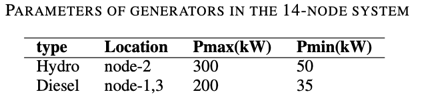 PARAMETERS OF GENERATORS IN THE 14-NODE SYSTEM
type Location Pmax(kW) Pmin(kW)
Hydro node-2 300 50
Diesel node-1,3 200 35